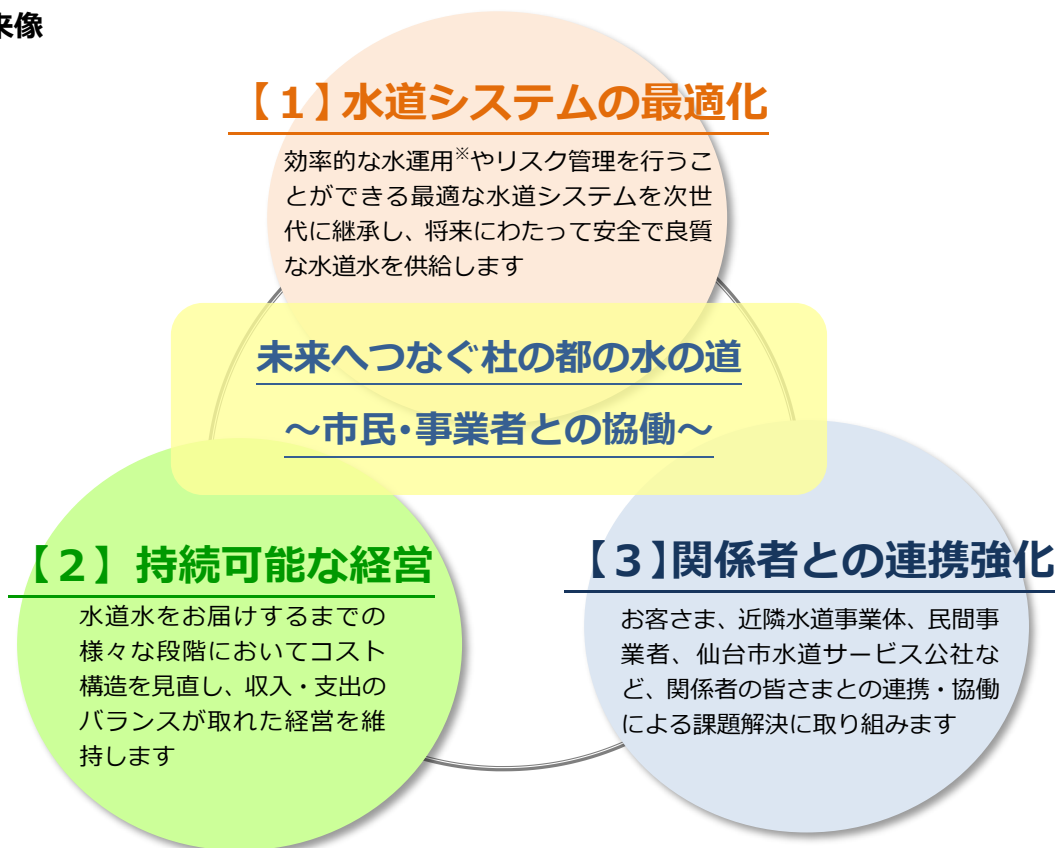 来像
【１】水道システムの最適化
効率的な水運用※やリスク管理を行うこ
とができる最適な水道システムを次世
代に継承し、将来にわたって安全で良質
な水道水を供給します
未来へつなぐ杜の都の水の道
～市民・事業者との協働～
【２】持続可能な経営
水道水をお届けするまでの
様々な段階においてコスト
構造を見直し、収入・支出の
バランスが取れた経営を維
持します
【３】関係者との連携強化
お客さま、近隣水道事業体、民間事
業者、仙台市水道サービス公社な
ど、関係者の皆さまとの連携・協働
による課題解決に取り組みます